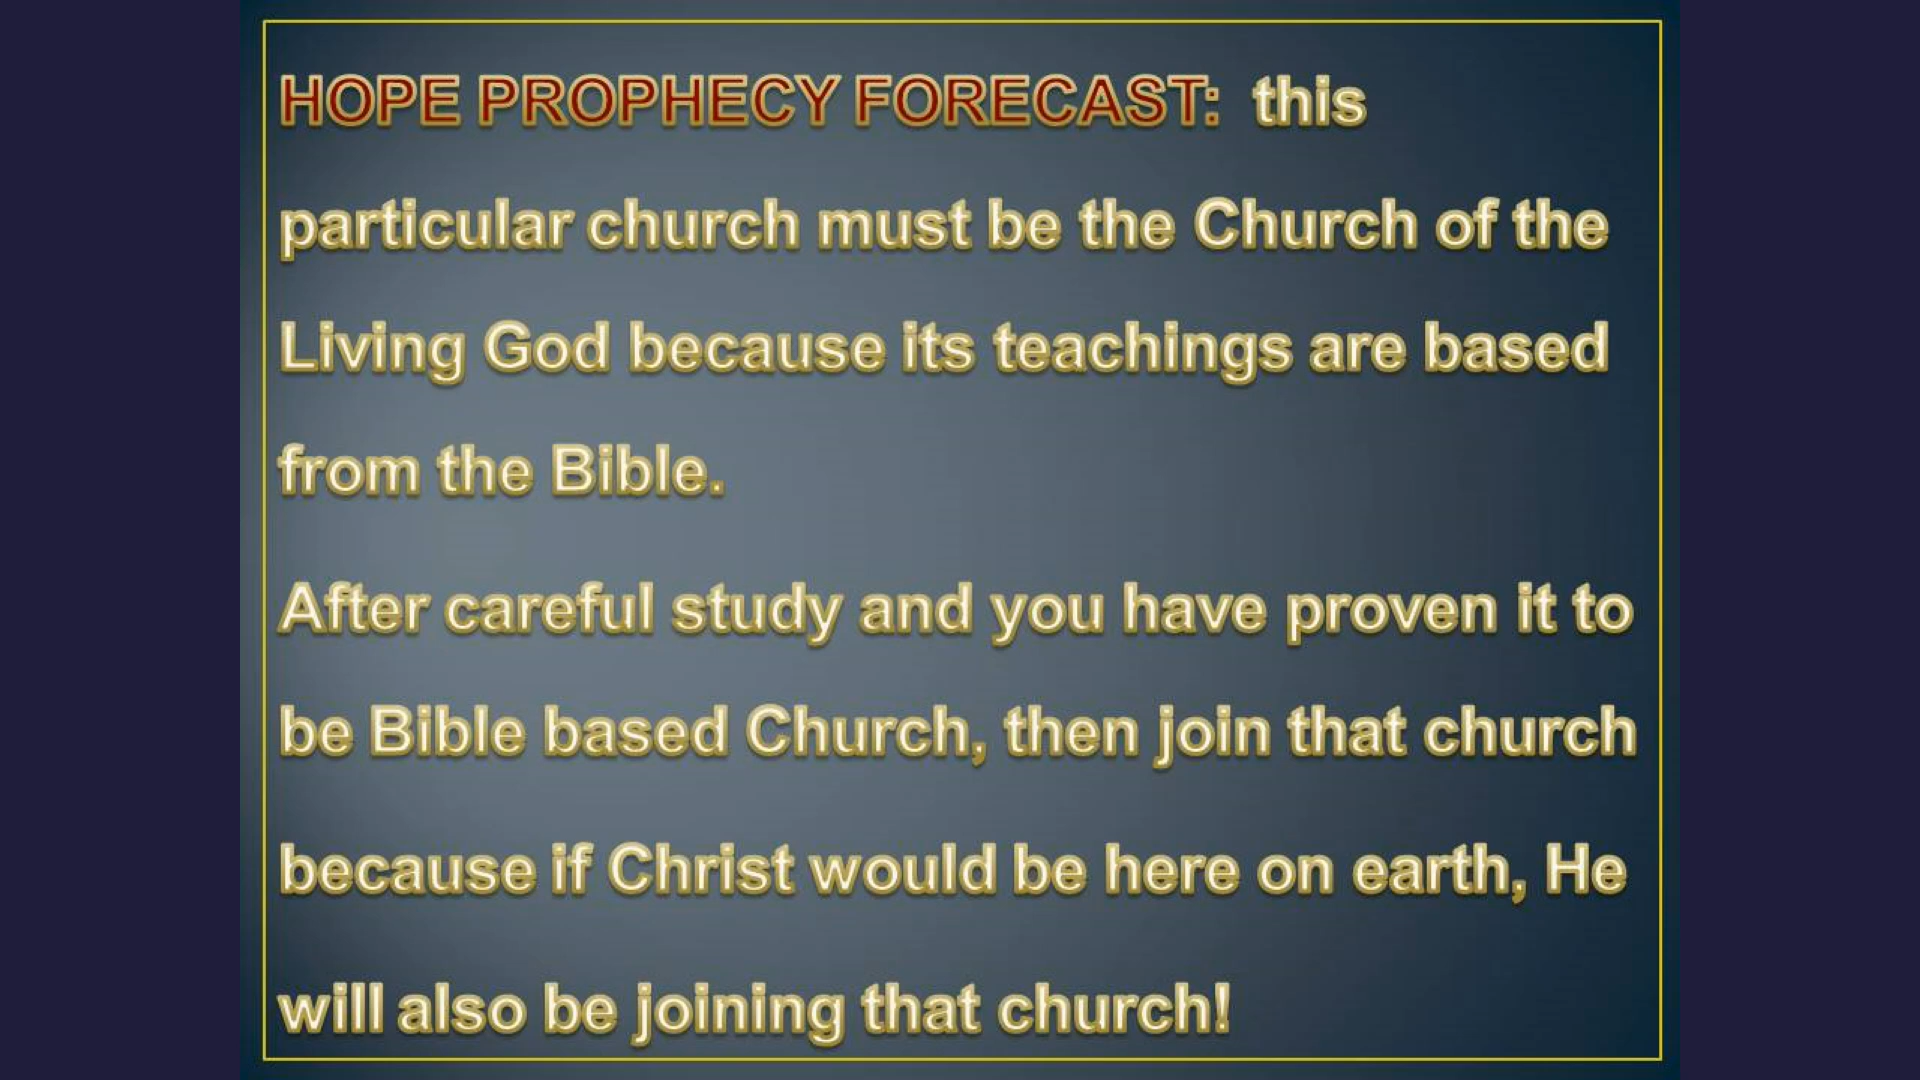 HOPE PROPHECY FORECAST: this
particular church must be the Church of the
Living God because its teachings are based
from the Bible.
After careful study and you have proven it to
be Bible based Church, then join that church
because if Christ would be here on earth, He
will also be joining that church!